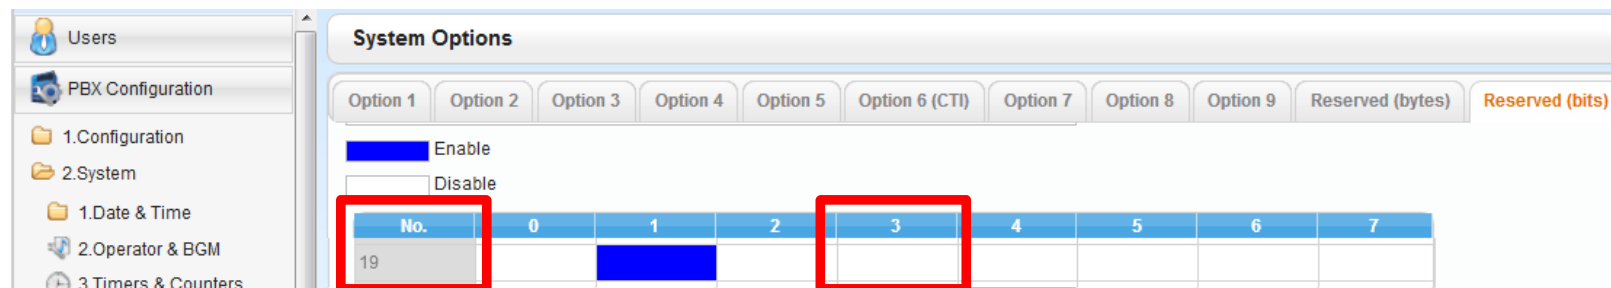 Users
PBX Configuration
1.Configuration
2.System
1.Date & Time
2.Operator & BGM
3.Timers & Counters
System Options
Option 1 Option 2 Option 3 Option 4 Option 5 Option 6 (CTI) Option 7 Option 8 Option 9 Reserved (bytes) Reserved (bits)
Enable
Disable
No. 0 1 2 3 4 5 6 7
19